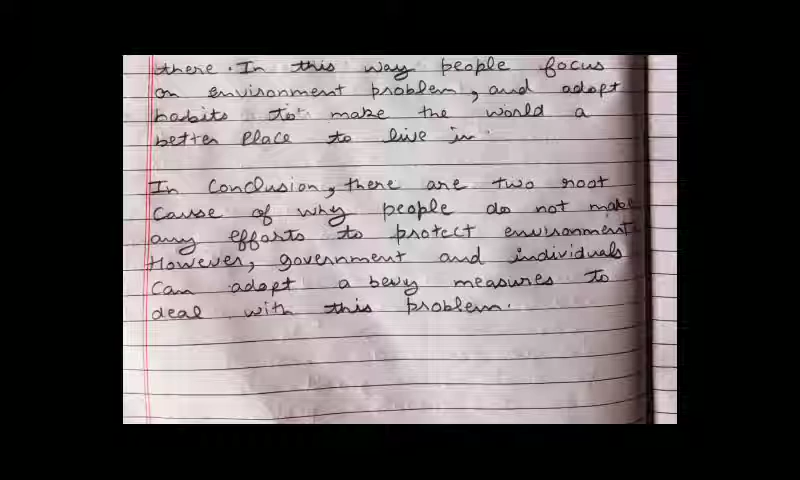 there. In this way people focus
on environment problem, and adopt
habits to make the world a
better place to live in.
In conclusion, there are two root
cause of why people do not make
any efforts to protect environment.
However, government and individuals
can adopt a bevy measures to
deal with this problem.